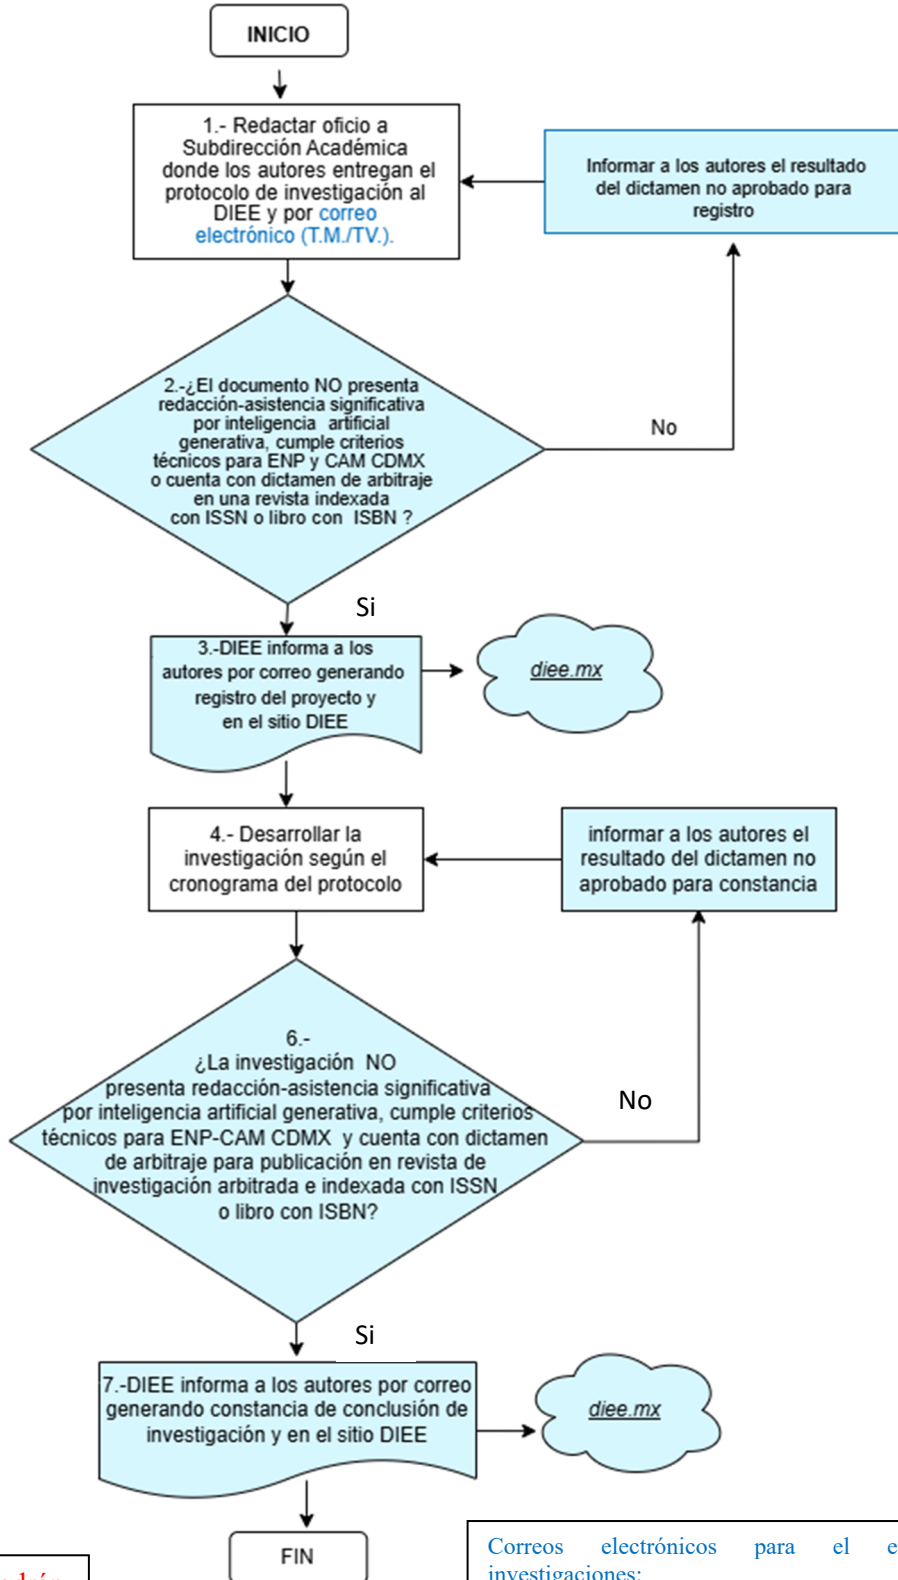 INICIO
1.- Redactar oficio a
Subdirección Académica
donde los autores entregan el
protocolo de investigación al
DIEE y por correo
electrónico (T.M./TV.).
Informar a los autores el resultado
del dictamen no aprobado para
registro
2.-¿El documento NO presenta
redacción-asistencia significativa
por inteligencia artificial
generativa, cumple criterios
técnicos para ENP y CAM CDMX
o cuenta con dictamen de arbitraje
en una revista indexada
con ISSN o libro con ISBN ?
No
Si
3.-DIEE informa a los
autores por correo generando
registro del proyecto y
en el sitio DIEE
diee.mx
4.- Desarrollar la
investigación según el
cronograma del protocolo
informar a los autores el
resultado del dictamen no
aprobado para constancia
6.-
¿La investigación NO
presenta redacción-asistencia significativa
por inteligencia artificial generativa, cumple criterios
técnicos para ENP-CAM CDMX y cuenta con dictamen
de arbitraje para publicación en revista de
investigación arbitrada e indexada con ISSN
o libro con ISBN?
No
Si
7.-DIEE informa a los autores por correo
generando constancia de conclusión de
investigación y en el sitio DIEE
diee.mx
FIN
Correos electrónicos para el
investigaciones: